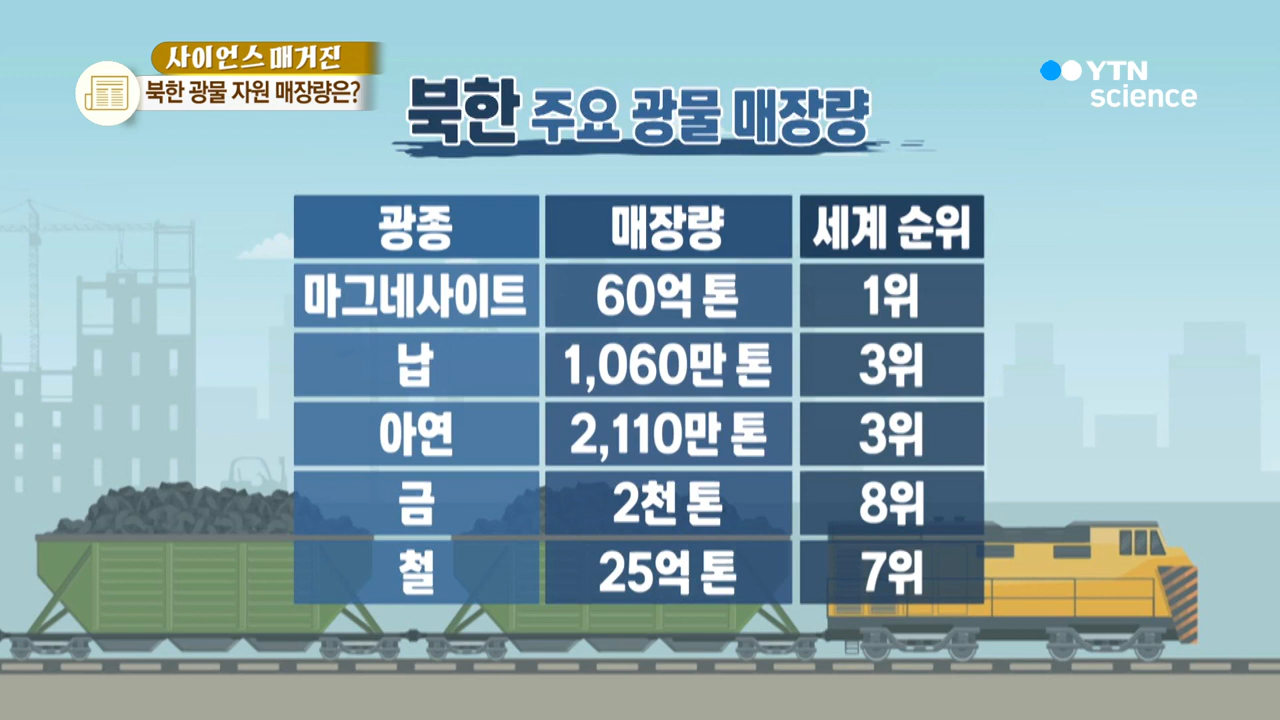 사이언스 매거진
북한 광물 자원 매장량은?
YTN
science
북한 주요 광물 매장량
광종 매장량 세계 순위
마그네사이트 60억 톤 1위
납 1,060만 톤 3위
아연 2,110만 톤 3위
금 2천 톤 8위
철 25억 톤 7위